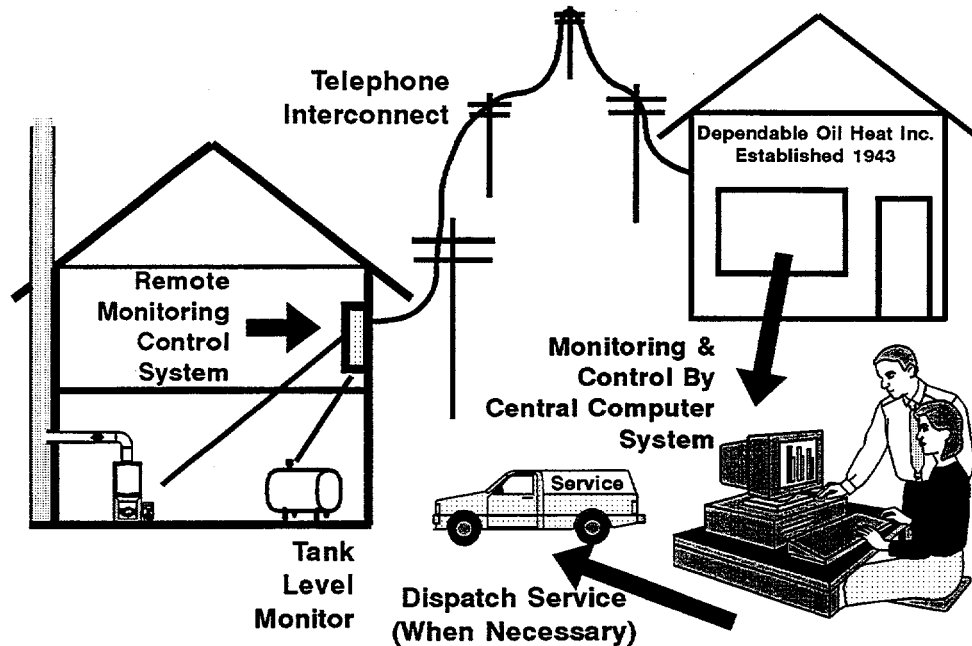 Telephone
Interconnect
Dependable Oil Heat Inc.
Established 1943
Remote
Monitoring
Control
System
Monitoring &
Control By
Central Computer
System
Service
Tank
Level
Monitor
Dispatch Service
(When Necessary)